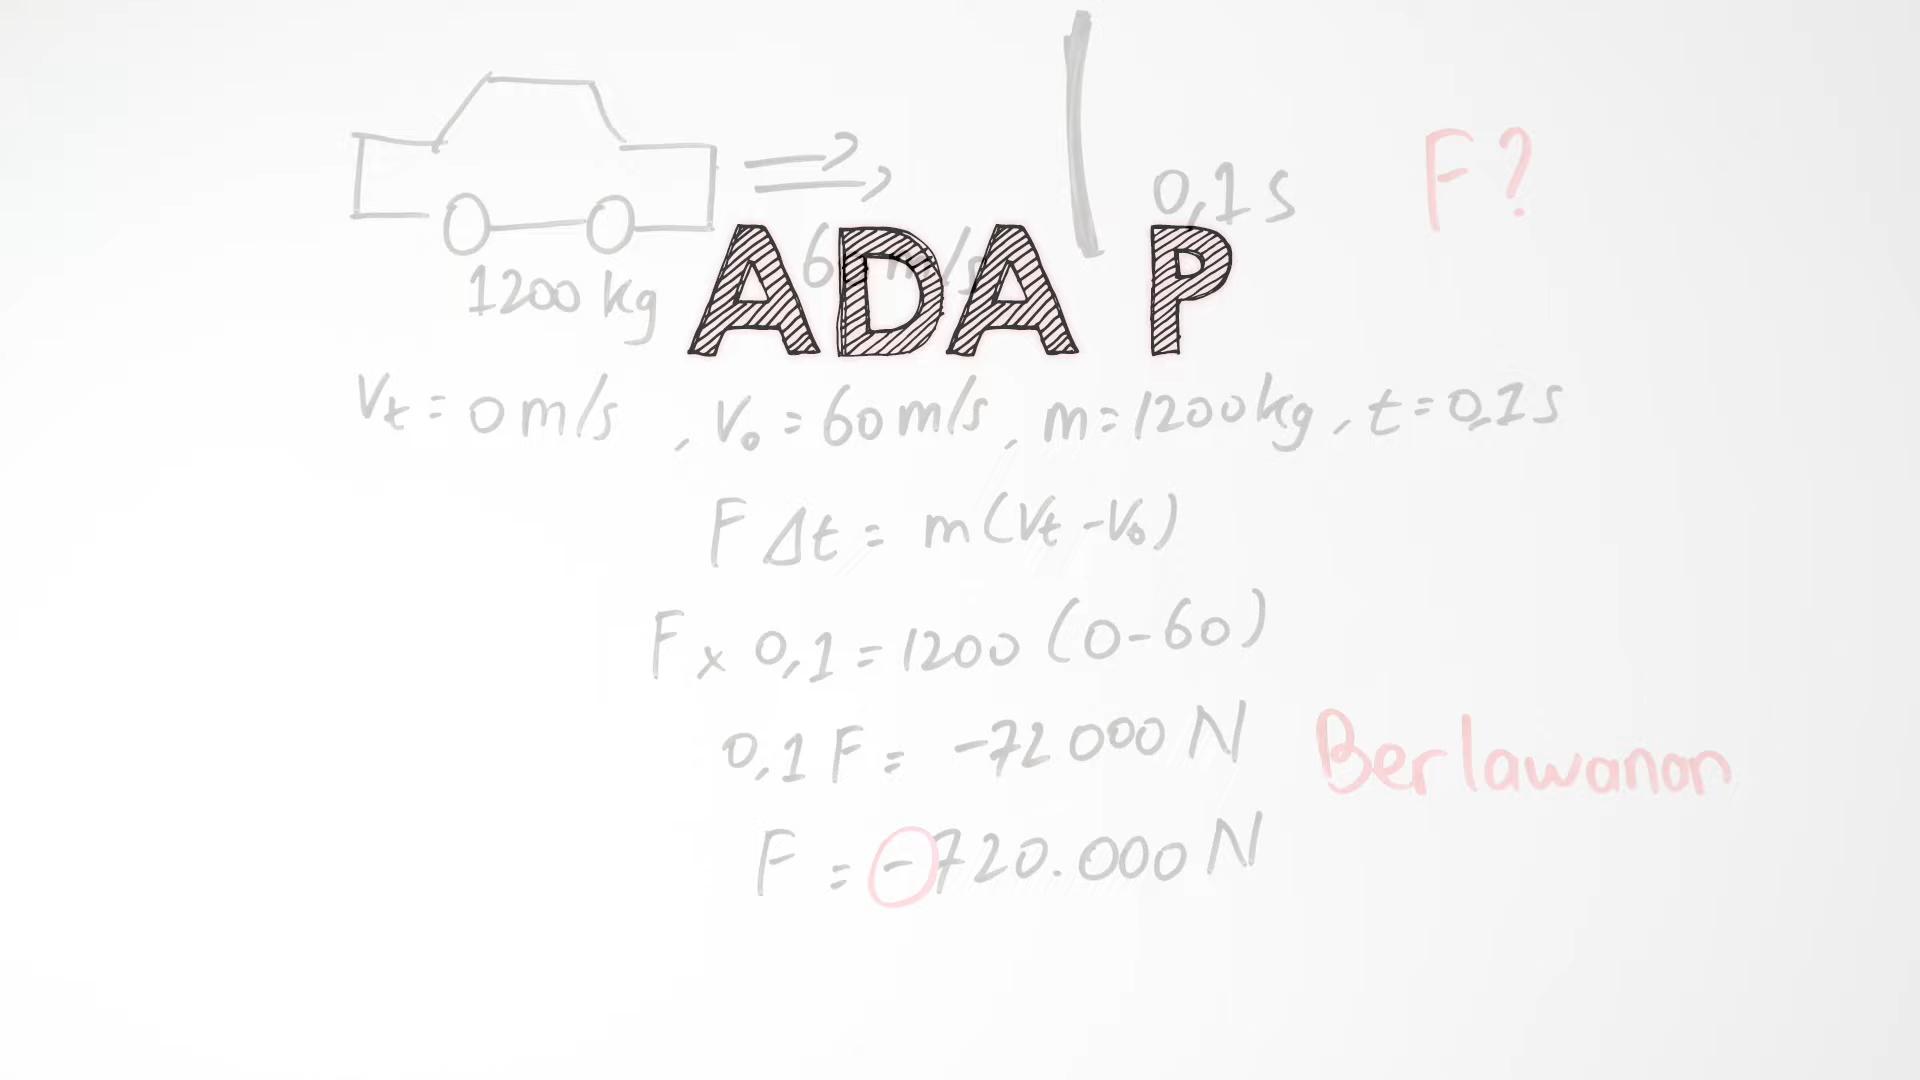 0,1 s F?
60 m/s
1200 kg
ADA P
Vt = 0 m/s , V0 = 60 m/s , m = 1200 kg , t = 0,1 s
F Δt = m (Vt - V0)
F x 0,1 = 1200 (0 - 60)
0,1 F = -72 000 N Berlawanan
F = -720.000 N